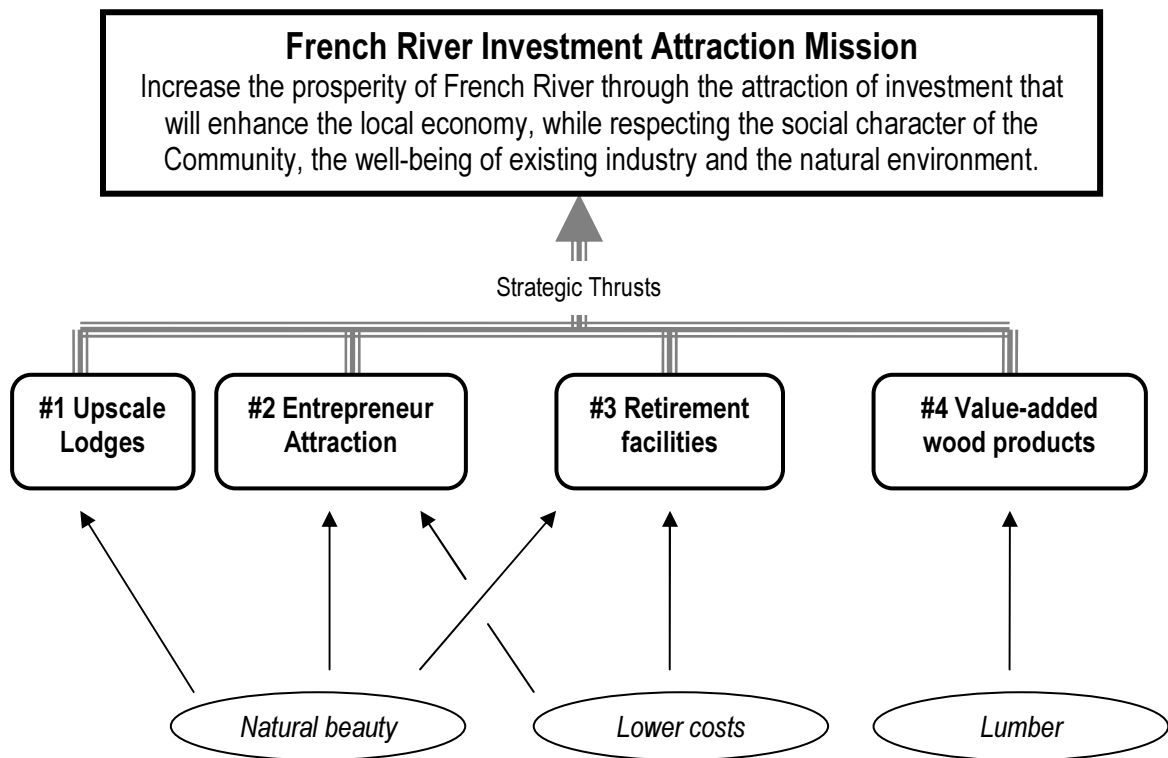 French River Investment Attraction Mission
Increase the prosperity of French River through the attraction of investment that
will enhance the local economy, while respecting the social character of the
Community, the well-being of existing industry and the natural environment.
Strategic Thrusts
#1 Upscale
Lodges
#2 Entrepreneur
Attraction
#3 Retirement
facilities
#4 Value-added
wood products
Natural beauty
Lower costs
Lumber